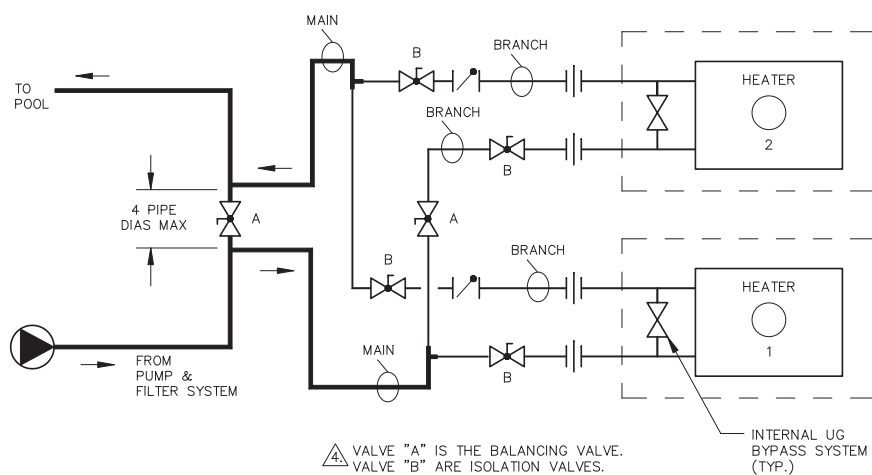 MAIN
B
BRANCH
HEATER
2
TO
POOL
BRANCH
B
4 PIPE
DIAS MAX
A
A
B
BRANCH
HEATER
1
MAIN
B
FROM
PUMP &
FILTER SYSTEM
INTERNAL UG
BYPASS SYSTEM
(TYP.)
4. VALVE "A" IS THE BALANCING VALVE.
VALVE "B" ARE ISOLATION VALVES.